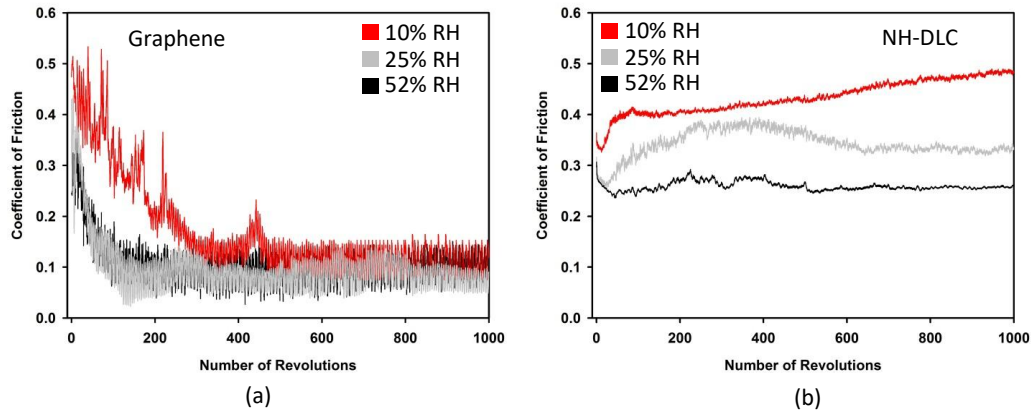 0.6
0.5
0.4
0.3
0.2
0.1
0.0
Coefficient of Friction
Graphene
10% RH
25% RH
52% RH
0 200 400 600 800 1000
Number of Revolutions
(a)
0.6
0.5
0.4
0.3
0.2
0.1
0.0
Coefficient of Friction
10% RH
25% RH
52% RH
NH-DLC
0 200 400 600 800 1000
Number of Revolutions
(b)